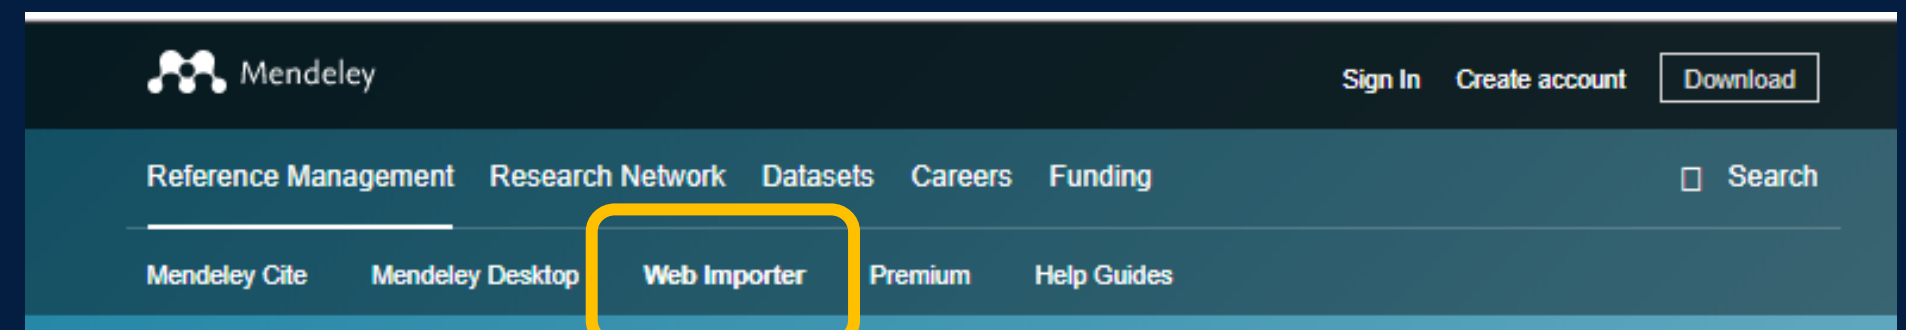 Mendeley
Sign In Create account Download
Reference Management Research Network Datasets Careers Funding Search
Mendeley Cite Mendeley Desktop Web Importer Premium Help Guides